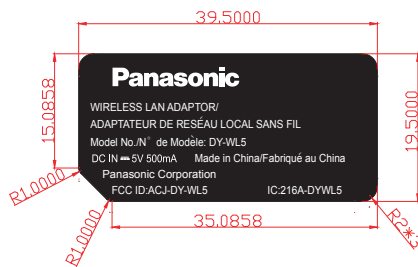 39.5000
15.0858
19.5000
Panasonic
WIRELESS LAN ADAPTOR/
ADAPTATEUR DE RESÉAU LOCAL SANS FIL
Model No./N° de Modèle: DY-WL5
DC IN ⎓ 5V 500mA Made in China/Fabriqué au China
Panasonic Corporation
FCC ID:ACJ-DY-WL5 IC:216A-DYWL5
R1.0000
R1.0000
35.0858